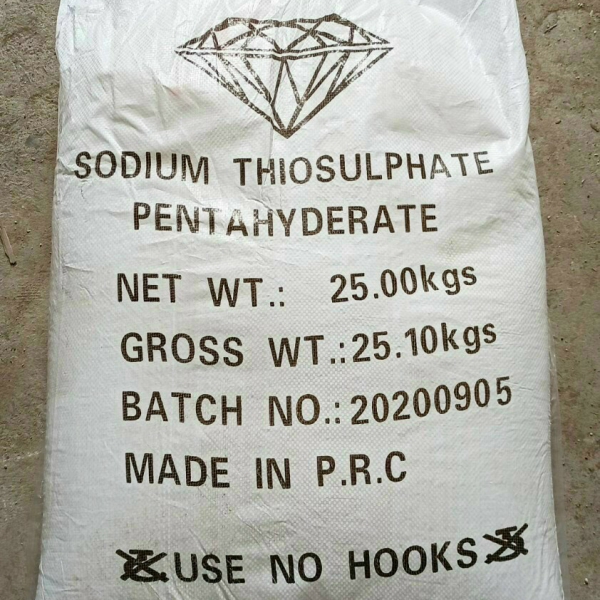 SODIUM THIOSULPHATE
PENTAHYDERATE
NET WT.: 25.00kgs
GROSS WT.:25.10kgs
BATCH NO.:20200905
MADE IN P.R.C
USE NO HOOKS